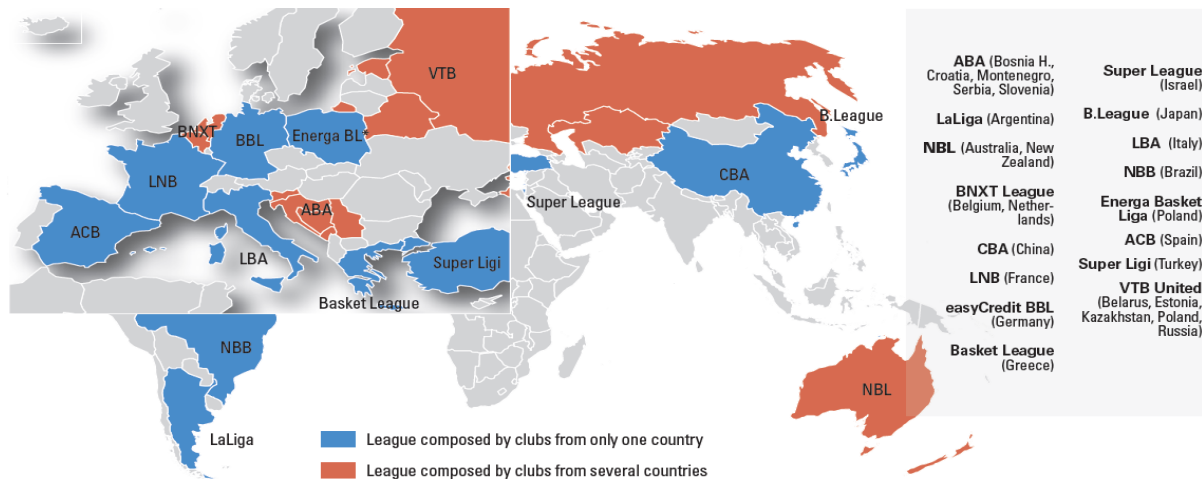 VTB
BNXT
BBL
Energa BL*
B.League
LNB
CBA
ABA
Super League
ACB
LBA
Super Ligi
Basket League
NBB
NBL
LaLiga
League composed by clubs from only one country
League composed by clubs from several countries
ABA (Bosnia H.,
Croatia, Montenegro,
Serbia, Slovenia)
LaLiga (Argentina)
NBL (Australia, New
Zealand)
BNXT League
(Belgium, Nether-
lands)
CBA (China)
LNB (France)
easyCredit BBL
(Germany)
Basket League
(Greece)
Super League
(Israel)
B.League (Japan)
LBA (Italy)
NBB (Brazil)
Energa Basket
Liga (Poland)
ACB (Spain)
Super Ligi (Turkey)
VTB United
(Belarus, Estonia,
Kazakhstan, Poland,
Russia)